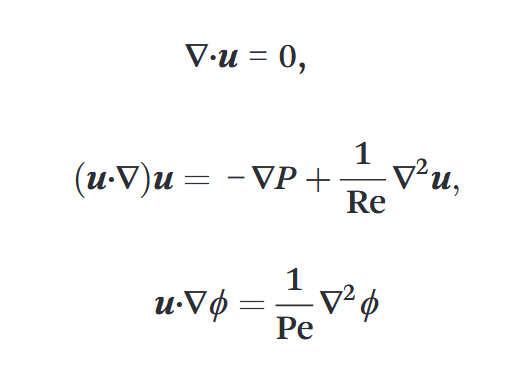 ∇·u = 0,
(u·∇)u = −∇P + 1/Re ∇²u,
u·∇ϕ = 1/Pe ∇²ϕ